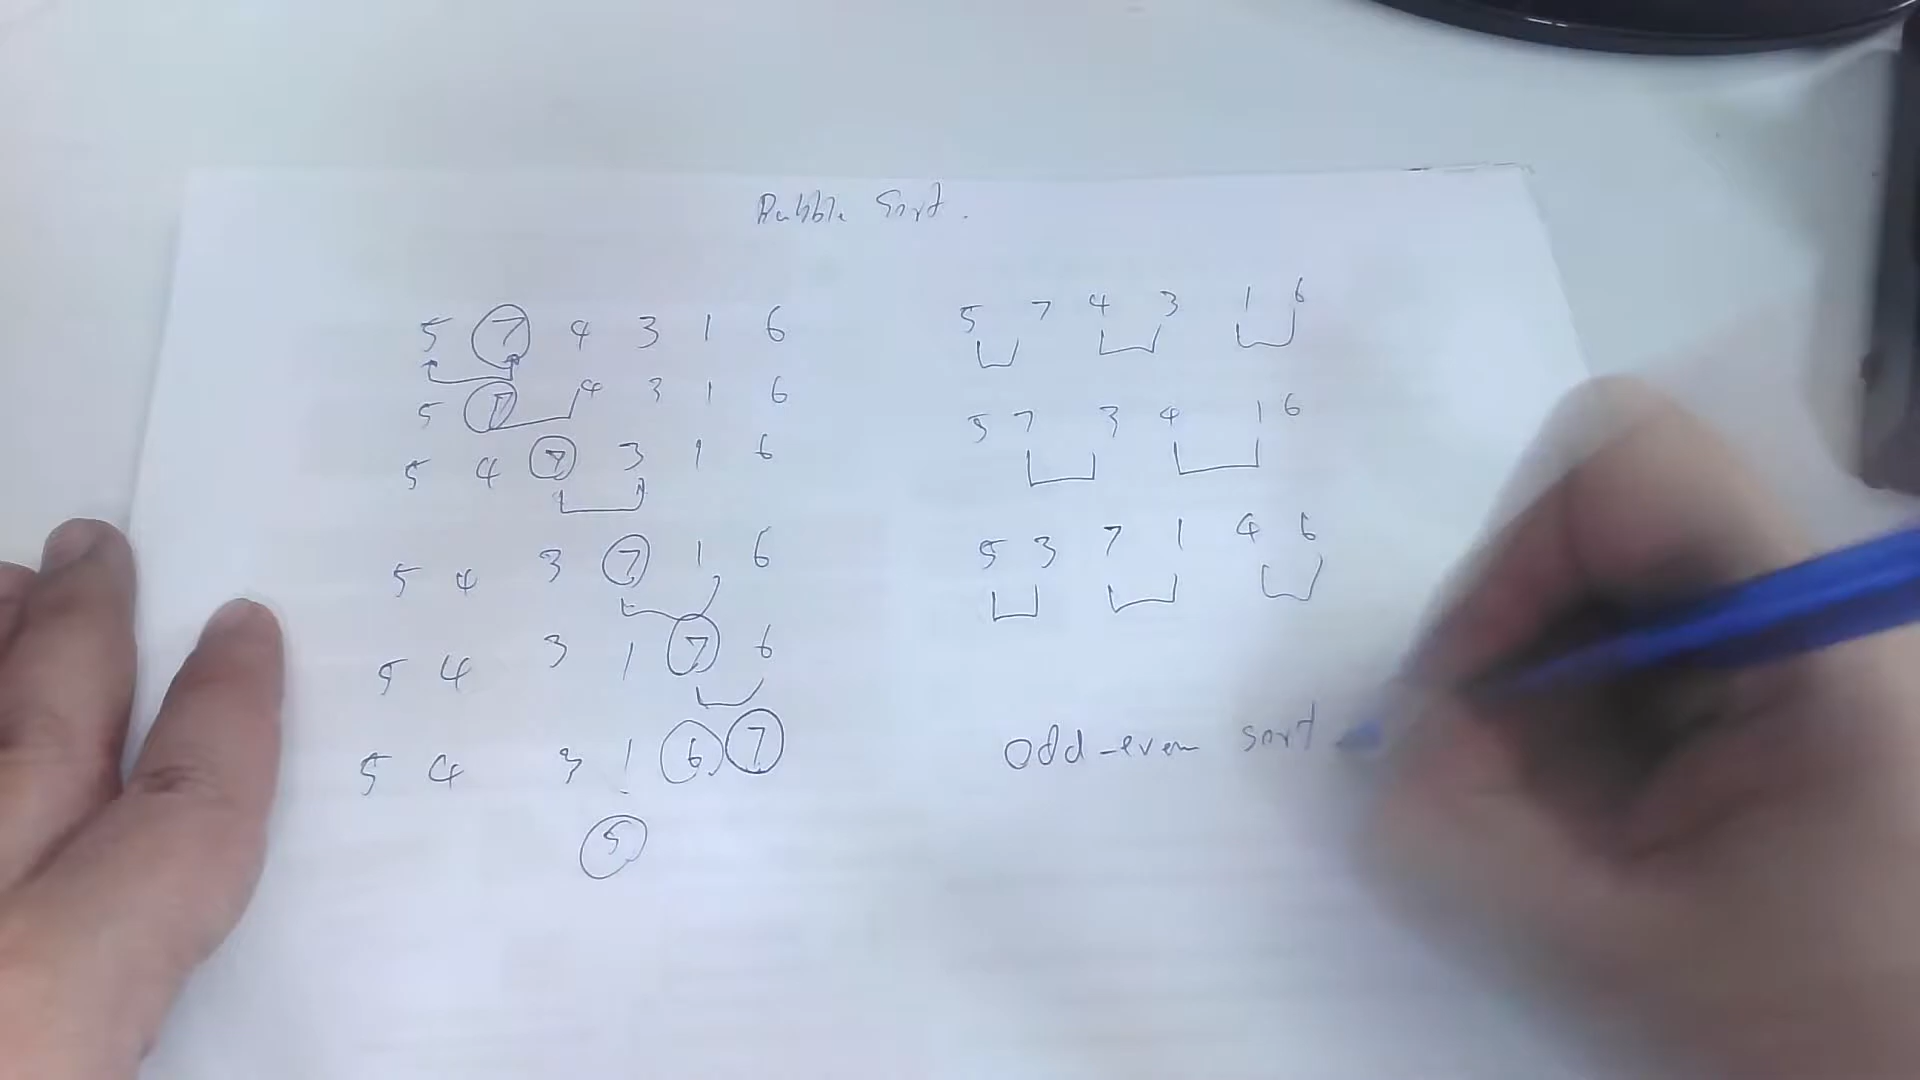 Bubble Sort.
5 7 4 3 1 6
5 7 4 3 1 6
5 4 7 3 1 6
5 4 3 7 1 6
5 4 3 1 7 6
5 4 3 1 6 7
5
5 7 4 3 1 6
5 7 3 4 1 6
5 3 7 1 4 6
odd-even sort